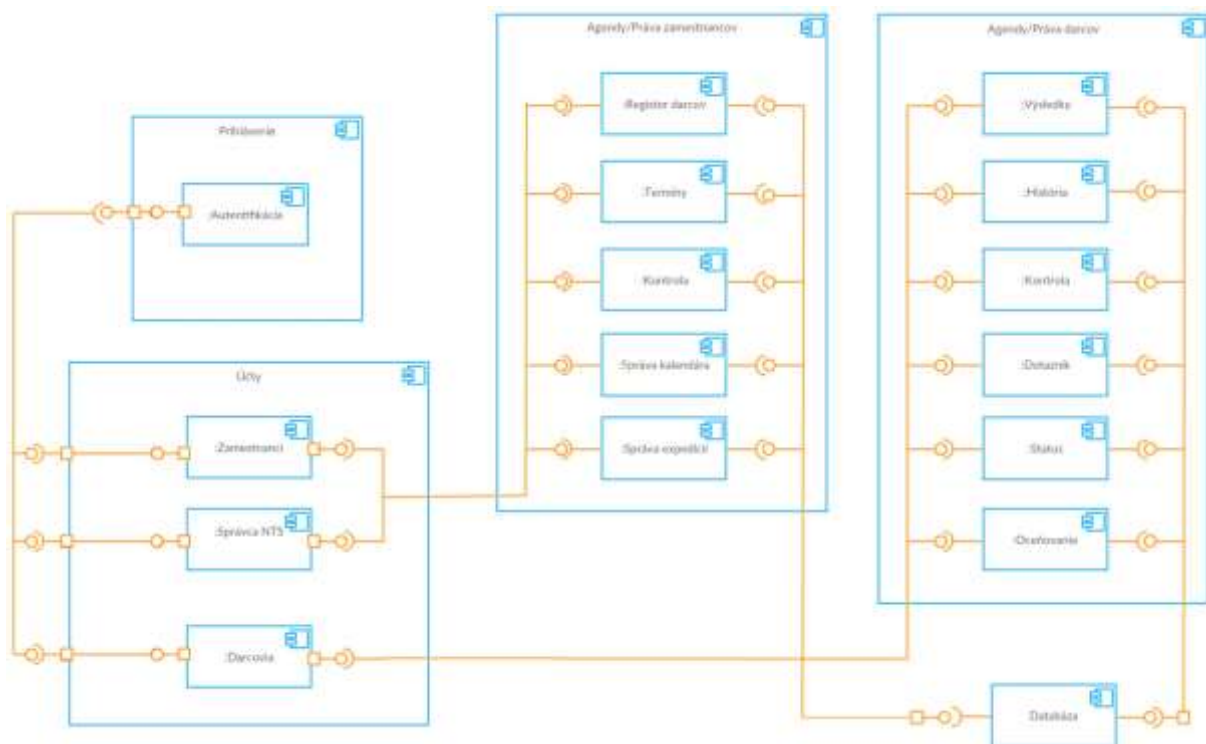 Agendy/Práva zamestnancov
Agendy/Práva darcov
:Register darcov
:Výsledky
Prihlásenie
:Termíny
:História
:Autentifikácia
:Kontrola
:Kontrola
:Správa kalendára
:Dotazník
Účty
:Zamestnanci
:Správa expedícií
:Status
:Správca NTS
:Oceňovanie
:Darcovia
:Databáza